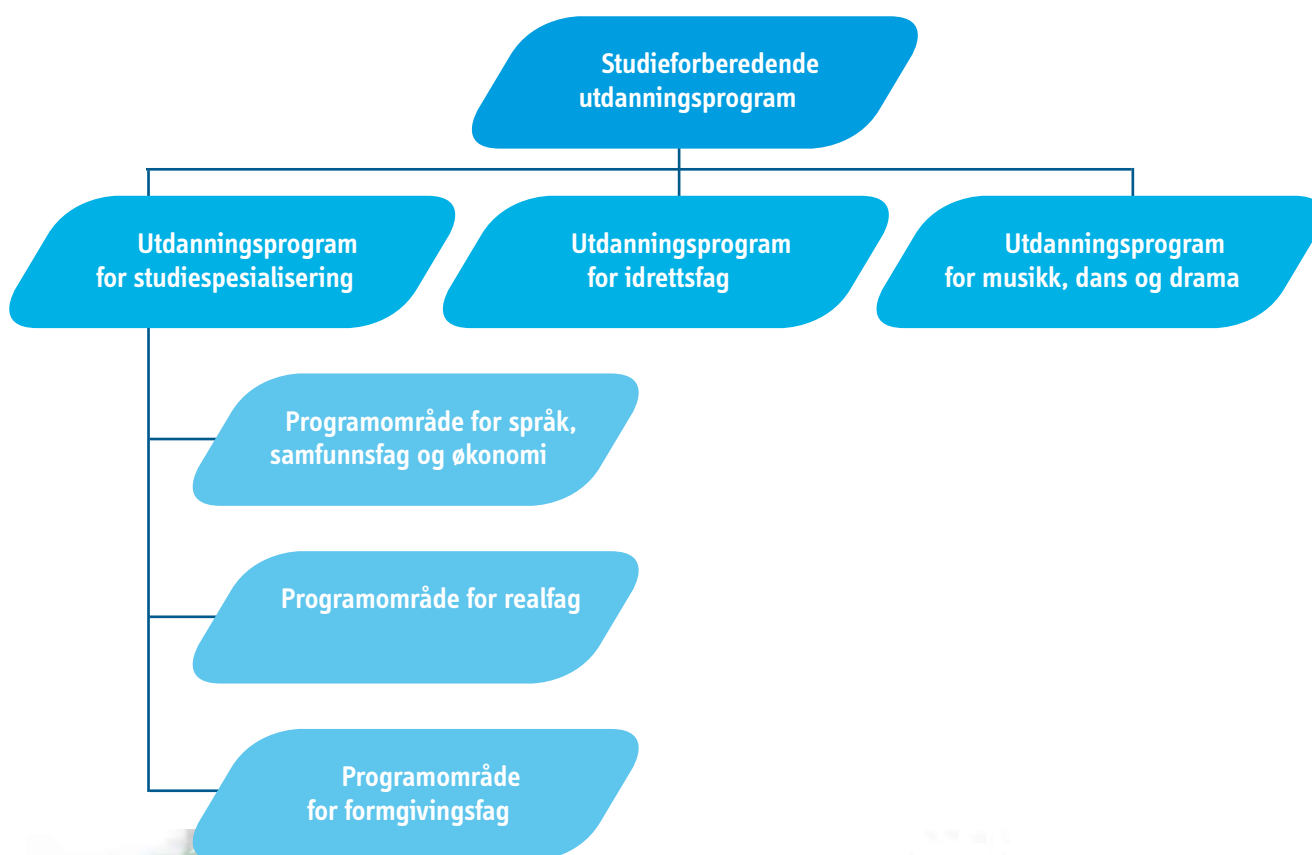 Studieforberedende
utdanningsprogram
Utdanningsprogram
for studiespesialisering
Utdanningsprogram
for idrettsfag
Utdanningsprogram
for musikk, dans og drama
Programområde for språk,
samfunnsfag og økonomi
Programområde for realfag
Programområde
for formgivingsfag